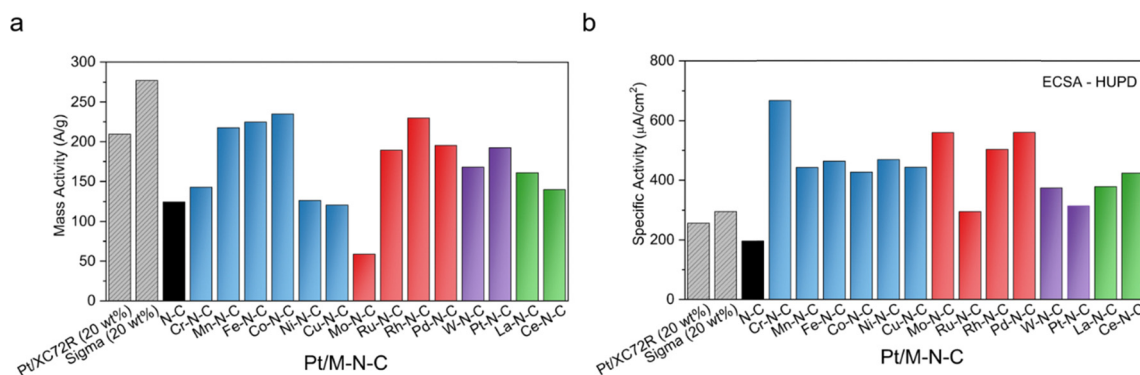 a
300
250
200
150
100
50
0
Mass Activity (A/g)
Pt/XC72R (20 wt%)
Sigma (20 wt%)
N-C
Cr-N-C
Mn-N-C
Fe-N-C
Co-N-C
Ni-N-C
Cu-N-C
Mo-N-C
Ru-N-C
Rh-N-C
Pd-N-C
W-N-C
Pt-N-C
La-N-C
Ce-N-C
Pt/M-N-C
b
800
600
400
200
0
Specific Activity (μA/cm²)
ECSA - HUPD
Pt/XC72R (20 wt%)
Sigma (20 wt%)
N-C
Cr-N-C
Mn-N-C
Fe-N-C
Co-N-C
Ni-N-C
Cu-N-C
Mo-N-C
Ru-N-C
Rh-N-C
Pd-N-C
W-N-C
Pt-N-C
La-N-C
Ce-N-C
Pt/M-N-C